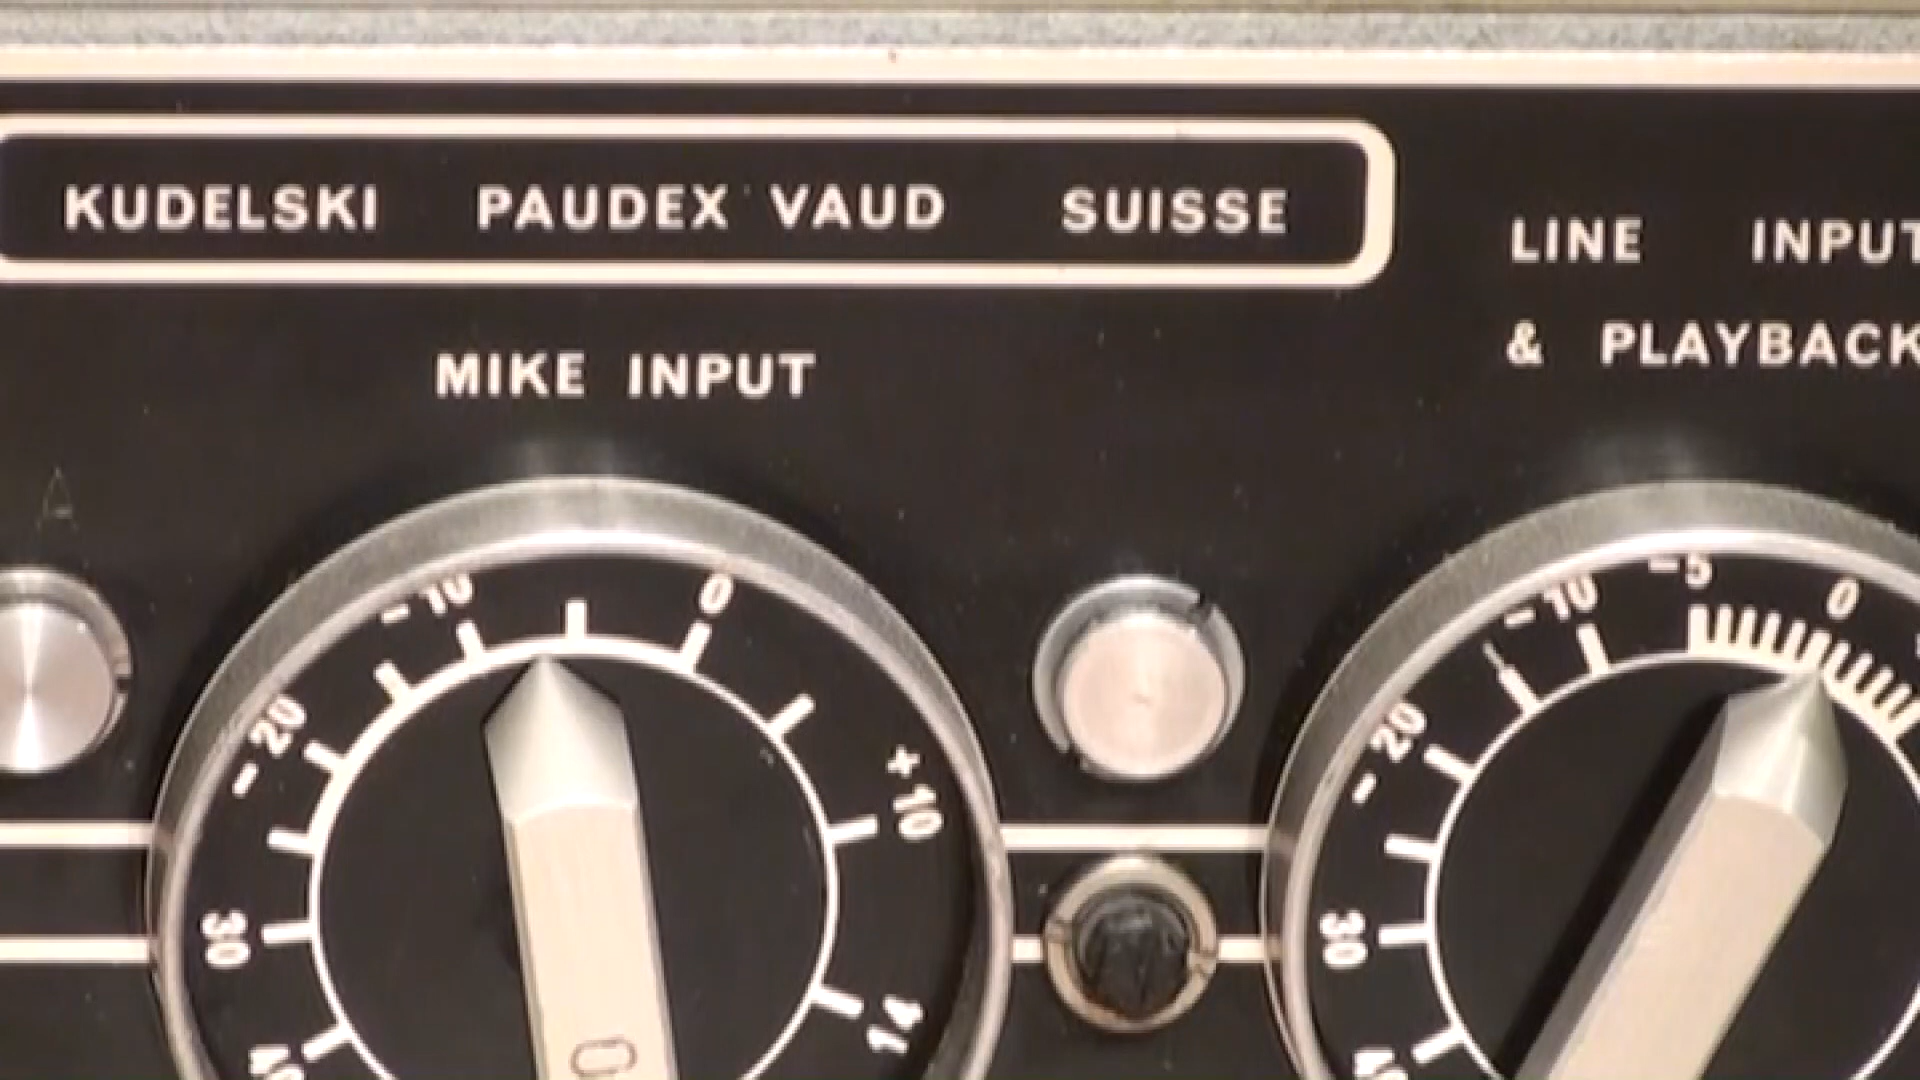 KUDELSKI PAUDEX VAUD SUISSE
LINE INPUT
& PLAYBACK
MIKE INPUT
-10 0
-20 +10
30 14
-5 0
-10
-20
30